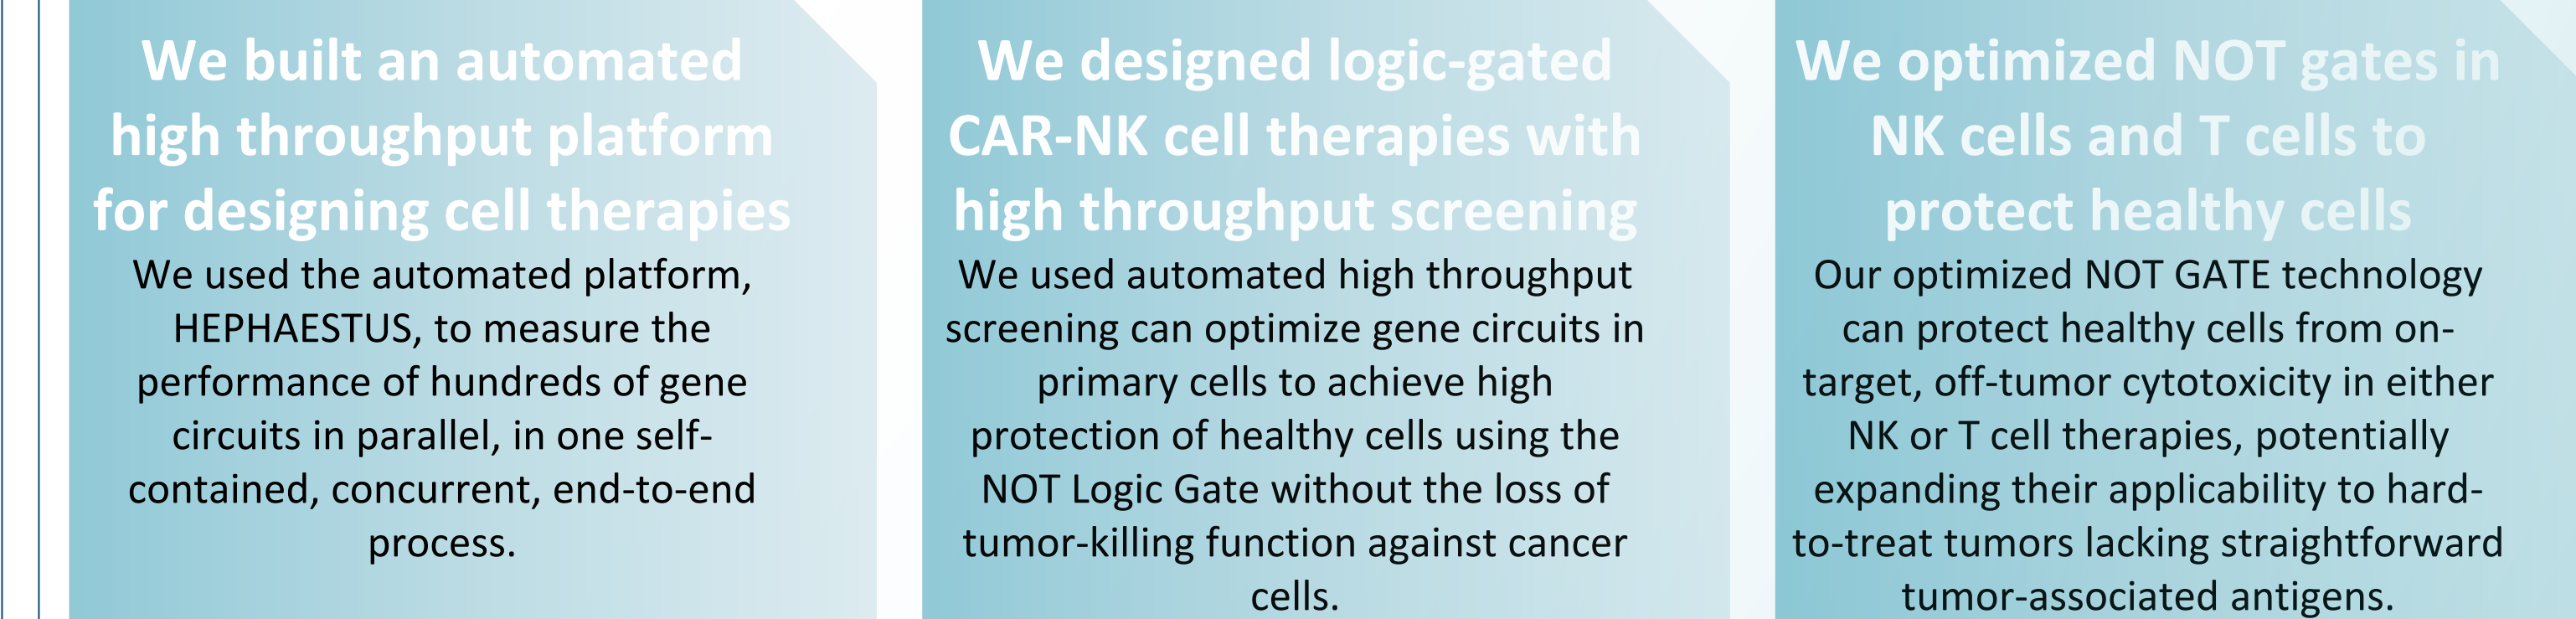 We built an automated
high throughput platform
for designing cell therapies
We used the automated platform,
HEPHAESTUS, to measure the
performance of hundreds of gene
circuits in parallel, in one self-
contained, concurrent, end-to-end
process.
We designed logic-gated
CAR-NK cell therapies with
high throughput screening
We used automated high throughput
screening can optimize gene circuits in
primary cells to achieve high
protection of healthy cells using the
NOT Logic Gate without the loss of
tumor-killing function against cancer
cells.
We optimized NOT gates in
NK cells and T cells to
protect healthy cells
Our optimized NOT GATE technology
can protect healthy cells from on-
target, off-tumor cytotoxicity in either
NK or T cell therapies, potentially
expanding their applicability to hard-
to-treat tumors lacking straightforward
tumor-associated antigens.